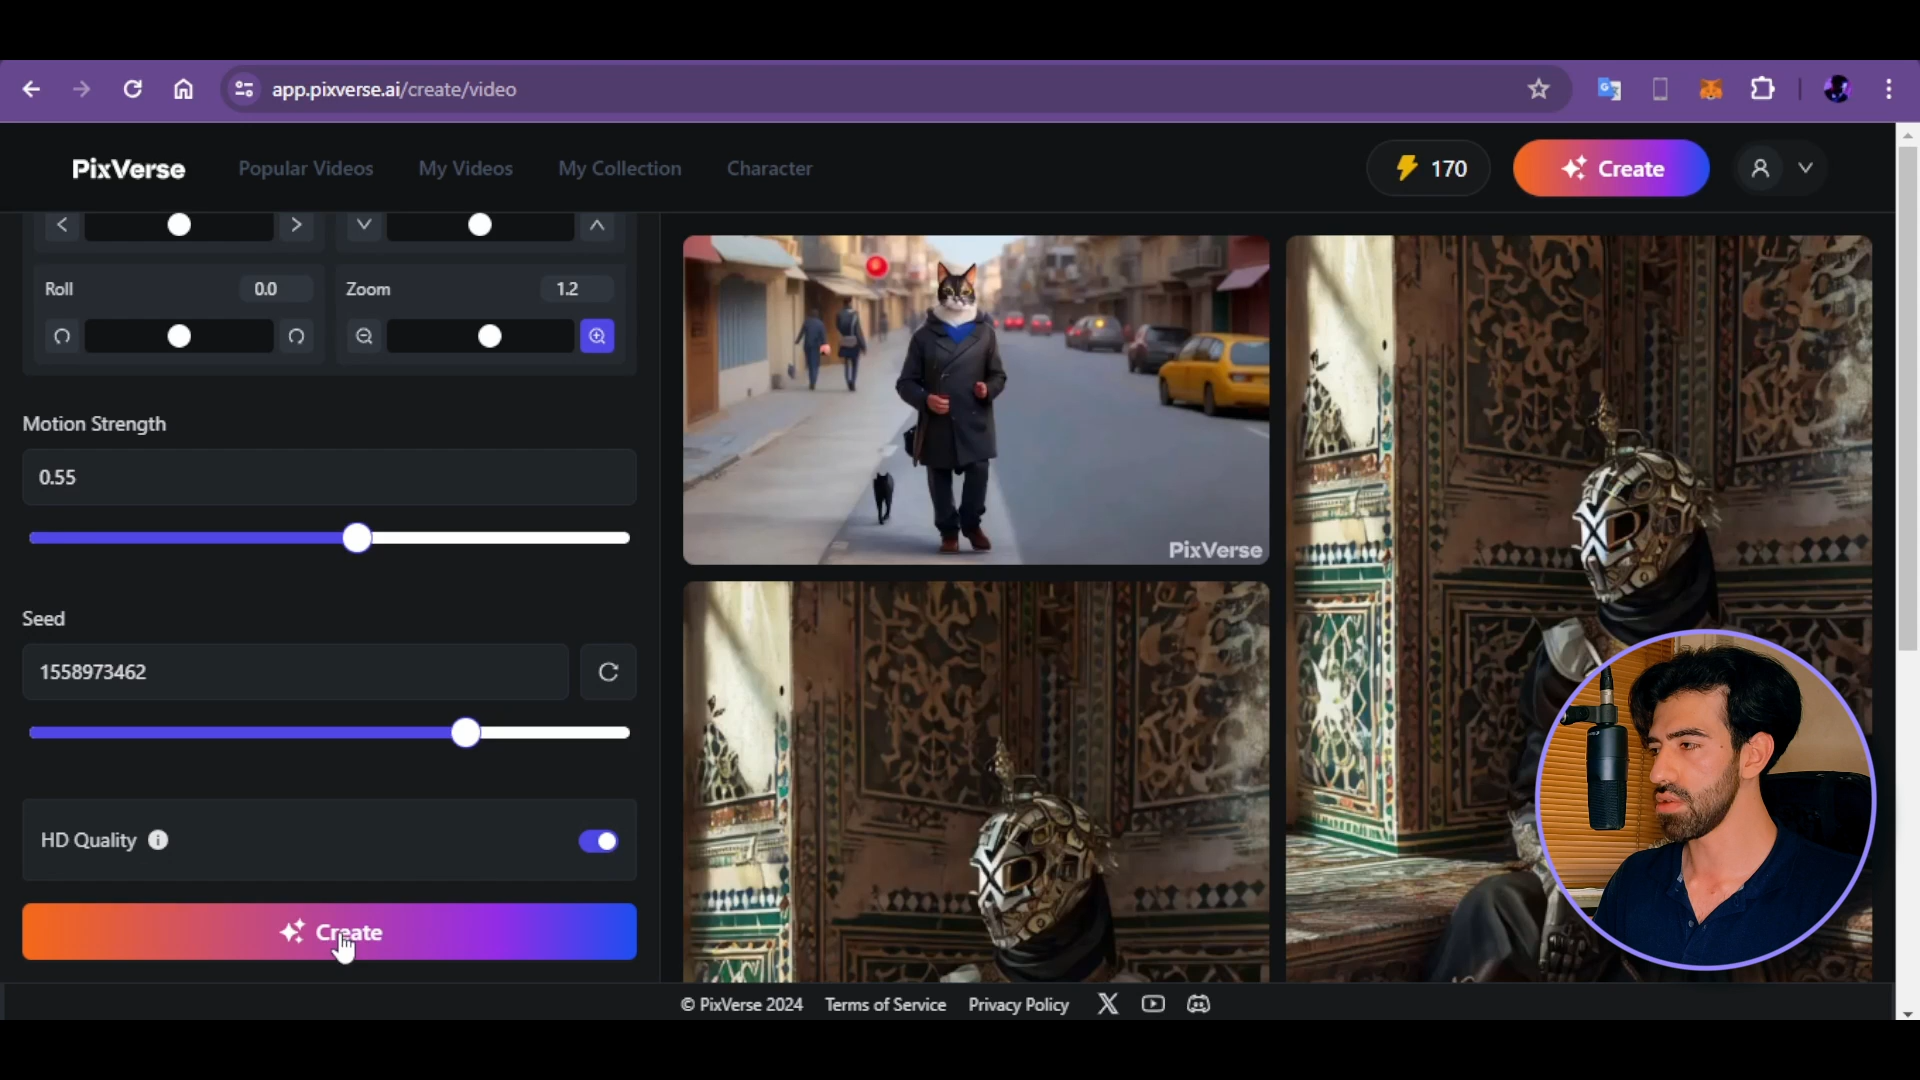 app.pixverse.ai/create/video
PixVerse
Popular Videos
My Videos
My Collection
Character
170
Create
Roll
0.0
Zoom
1.2
Motion Strength
0.55
Seed
1558973462
HD Quality
Create
PixVerse
© PixVerse 2024
Terms of Service
Privacy Policy